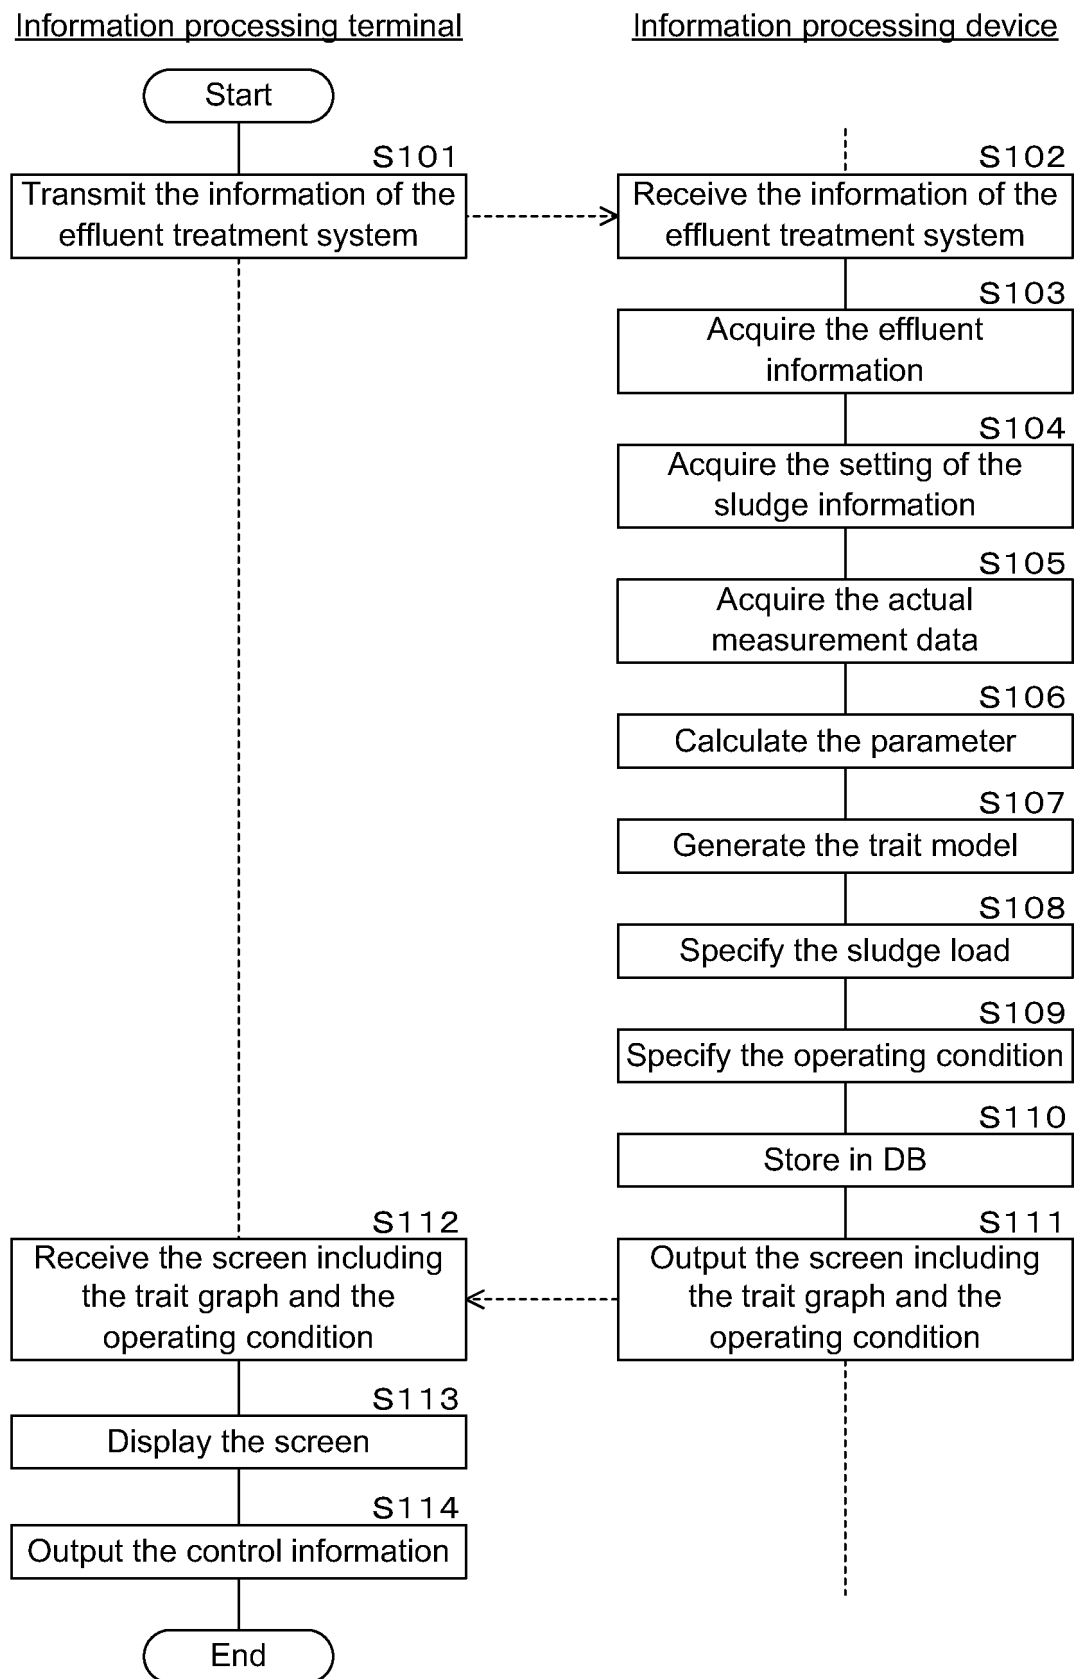 Information processing terminal
Information processing device
Start
S101
Transmit the information of the
effluent treatment system
S102
Receive the information of the
effluent treatment system
S103
Acquire the effluent
information
S104
Acquire the setting of the
sludge information
S105
Acquire the actual
measurement data
S106
Calculate the parameter
S107
Generate the trait model
S108
Specify the sludge load
S109
Specify the operating condition
S110
Store in DB
S111
Output the screen including
the trait graph and the
operating condition
S112
Receive the screen including
the trait graph and the
operating condition
S113
Display the screen
S114
Output the control information
End